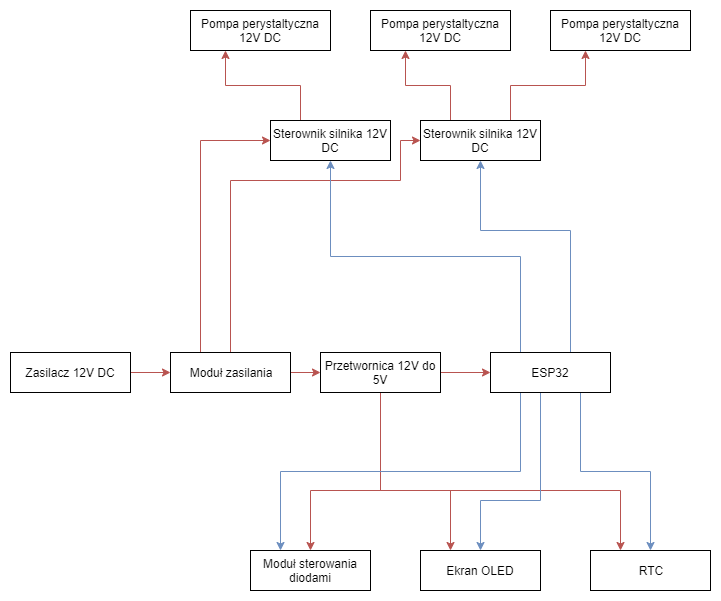 Pompa perystaltyczna
12V DC
Pompa perystaltyczna
12V DC
Pompa perystaltyczna
12V DC
Sterownik silnika 12V
DC
Sterownik silnika 12V
DC
Zasilacz 12V DC
Moduł zasilania
Przetwornica 12V do
5V
ESP32
Moduł sterowania
diodami
Ekran OLED
RTC